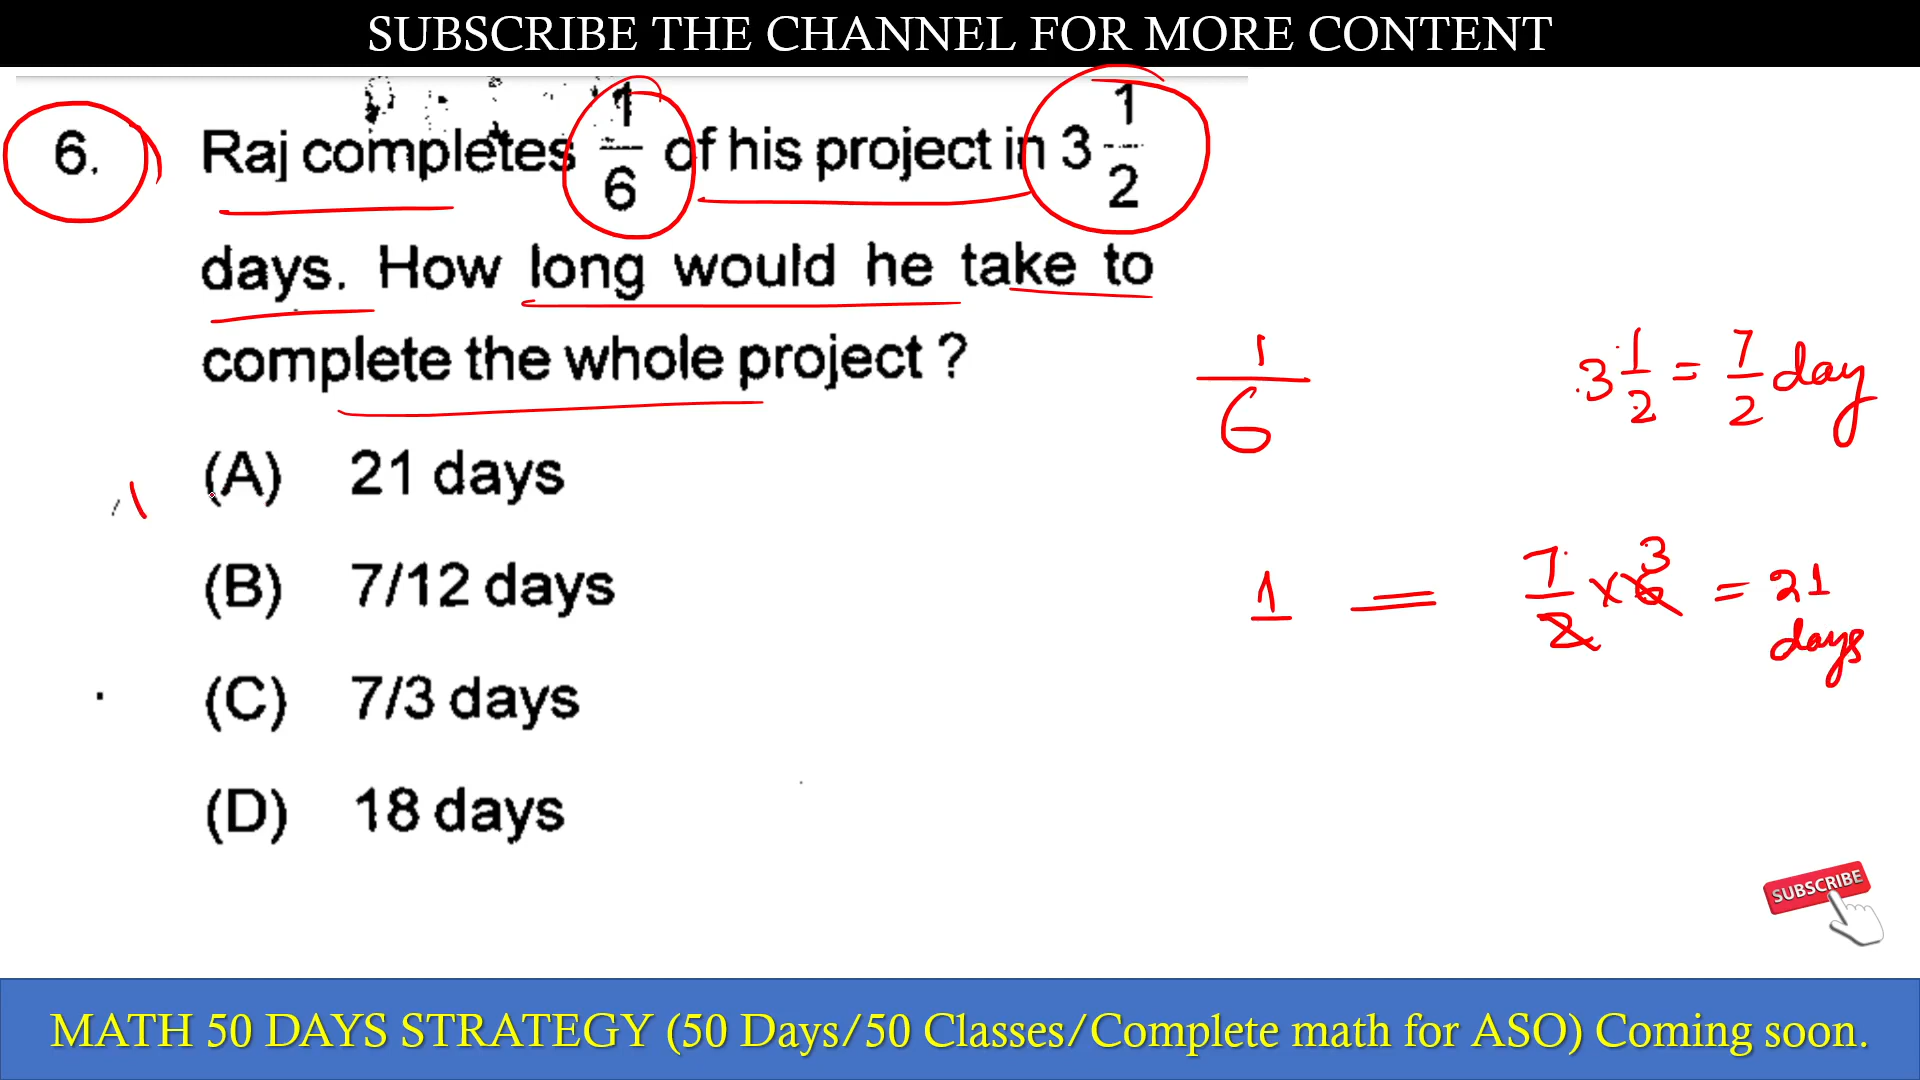 SUBSCRIBE THE CHANNEL FOR MORE CONTENT
6. Raj completes 1/6 of his project in 3 1/2
days. How long would he take to
complete the whole project ?
(A) 21 days
(B) 7/12 days
(C) 7/3 days
(D) 18 days
1/6
3 1/2 = 7/2 day
1 = 7/2 × 6 3 = 21
days
SUBSCRIBE
MATH 50 DAYS STRATEGY (50 Days/50 Classes/Complete math for ASO) Coming soon.